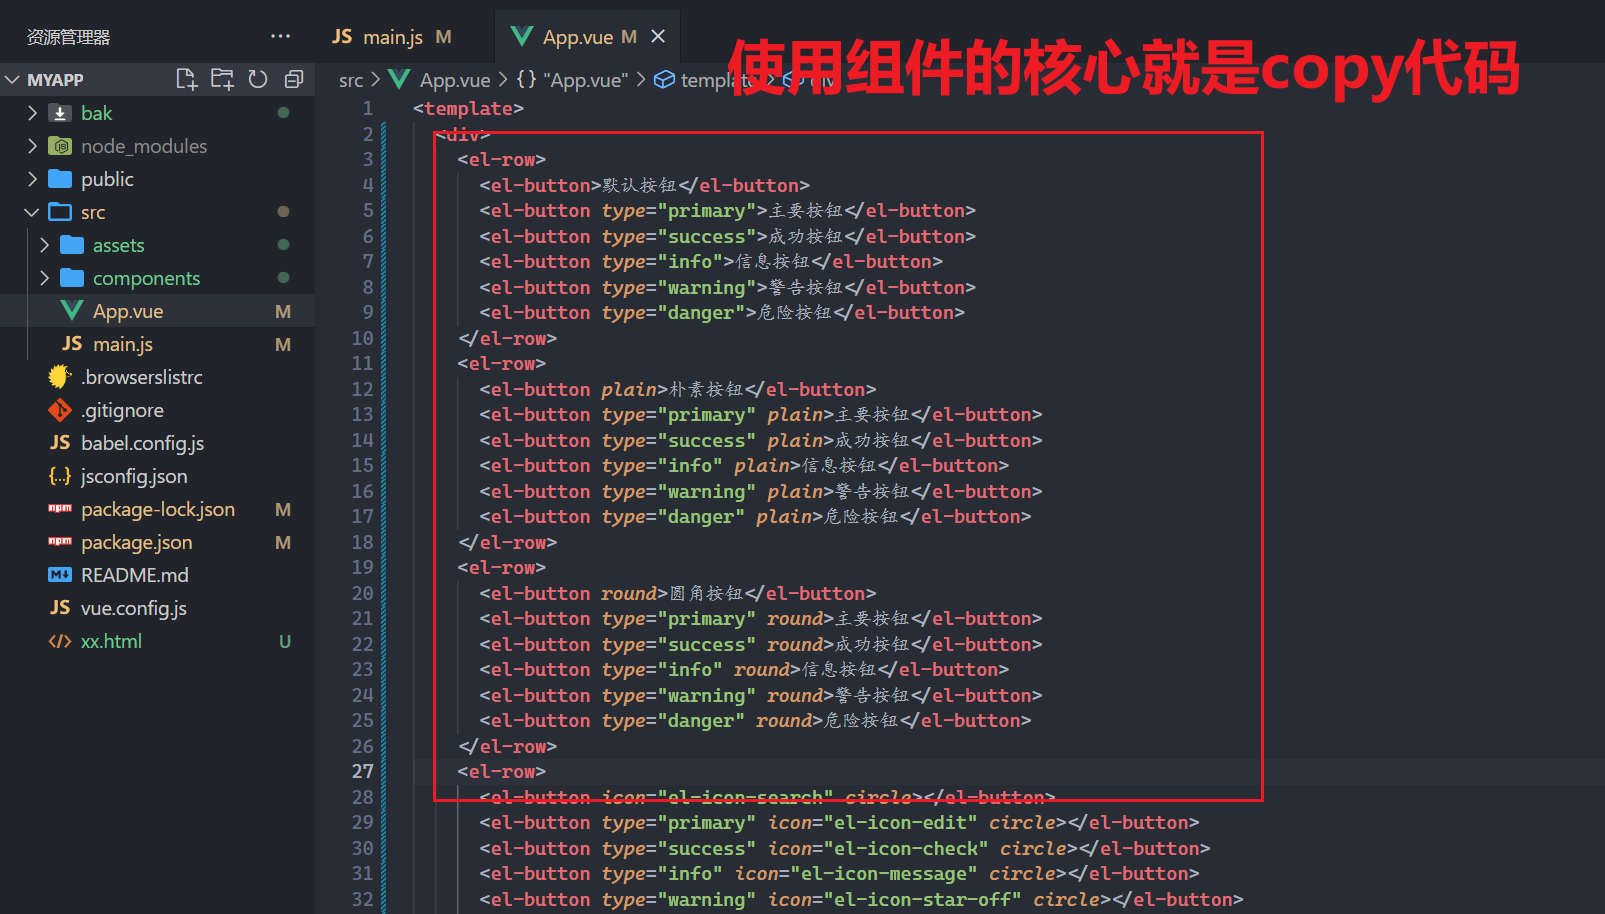 资源管理器 ···
JS main.js M
App.vue M ×
使用组件的核心就是copy代码
MYAPP
src > App.vue > {} "App.vue" > template > div
bak
node_modules
public
src
assets
components
App.vue M
JS main.js M
.browserslistrc
.gitignore
JS babel.config.js
{..} jsconfig.json
npm package-lock.json M
npm package.json M
M↓ README.md
JS vue.config.js
</> xx.html U
1 <template>
2 <div>
3 <el-row>
4 <el-button>默认按钮</el-button>
5 <el-button type="primary">主要按钮</el-button>
6 <el-button type="success">成功按钮</el-button>
7 <el-button type="info">信息按钮</el-button>
8 <el-button type="warning">警告按钮</el-button>
9 <el-button type="danger">危险按钮</el-button>
10 </el-row>
11 <el-row>
12 <el-button plain>朴素按钮</el-button>
13 <el-button type="primary" plain>主要按钮</el-button>
14 <el-button type="success" plain>成功按钮</el-button>
15 <el-button type="info" plain>信息按钮</el-button>
16 <el-button type="warning" plain>警告按钮</el-button>
17 <el-button type="danger" plain>危险按钮</el-button>
18 </el-row>
19 <el-row>
20 <el-button round>圆角按钮</el-button>
21 <el-button type="primary" round>主要按钮</el-button>
22 <el-button type="success" round>成功按钮</el-button>
23 <el-button type="info" round>信息按钮</el-button>
24 <el-button type="warning" round>警告按钮</el-button>
25 <el-button type="danger" round>危险按钮</el-button>
26 </el-row>
27 <el-row>
28 <el-button icon="el-icon-search" circle></el-button>
29 <el-button type="primary" icon="el-icon-edit" circle></el-button>
30 <el-button type="success" icon="el-icon-check" circle></el-button>
31 <el-button type="info" icon="el-icon-message" circle></el-button>
32 <el-button type="warning" icon="el-icon-star-off" circle></el-button>